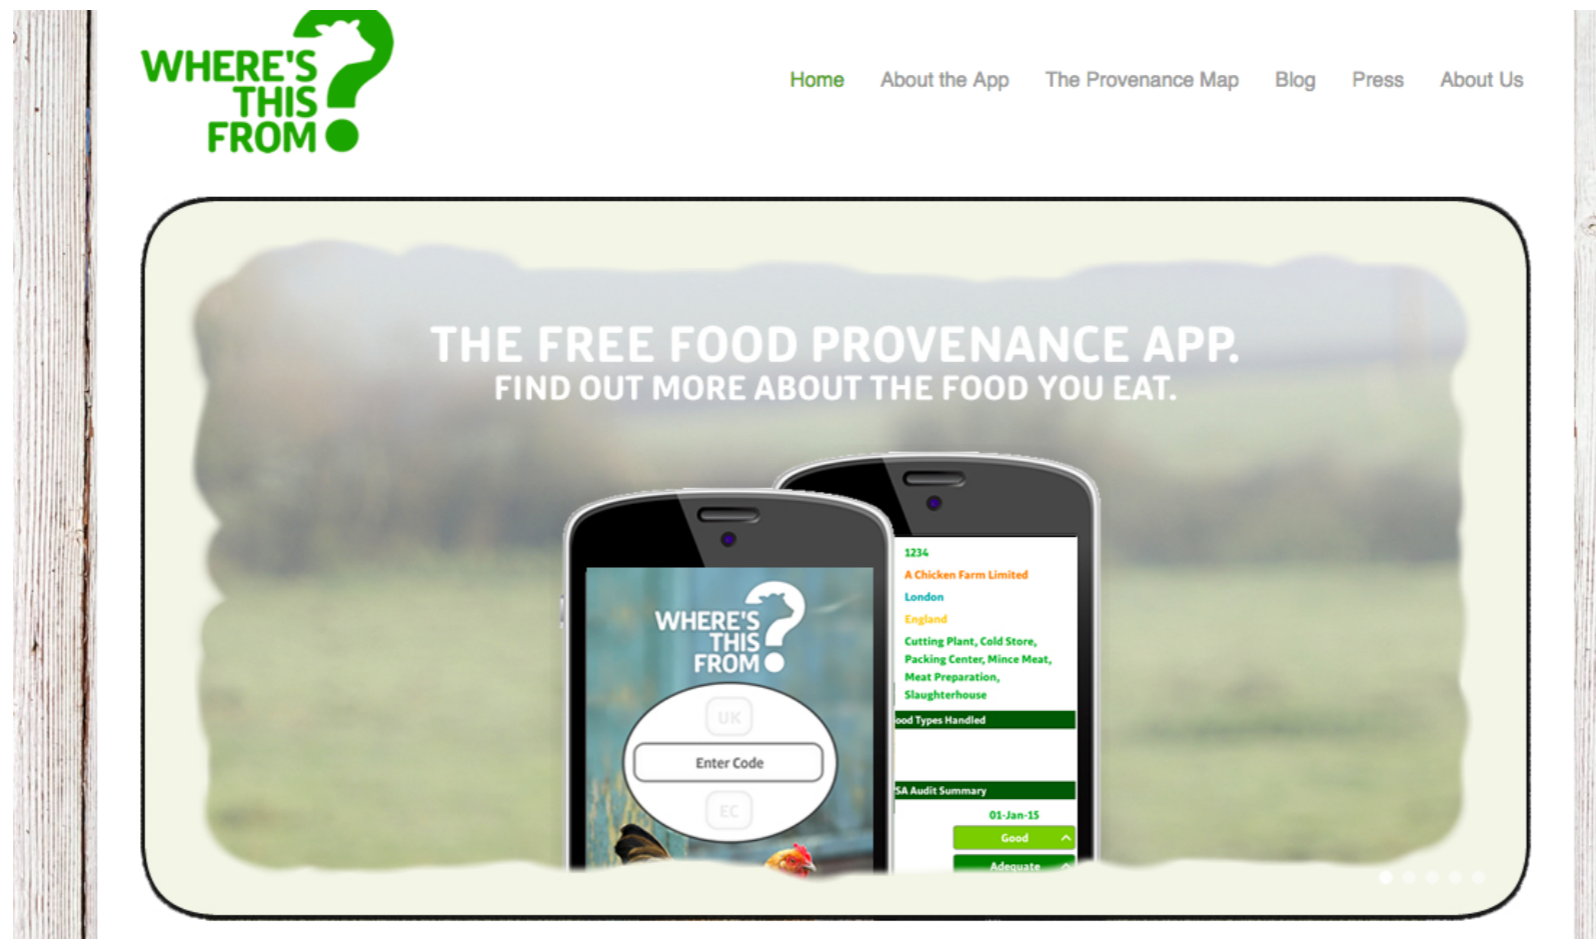 WHERE'S
THIS
FROM
Home About the App The Provenance Map Blog Press About Us
THE FREE FOOD PROVENANCE APP.
FIND OUT MORE ABOUT THE FOOD YOU EAT.
WHERE'S
THIS
FROM
UK
Enter Code
EC
1234
A Chicken Farm Limited
London
England
Cutting Plant, Cold Store,
Packing Center, Mince Meat,
Meat Preparation,
Slaughterhouse
ood Types Handled
SA Audit Summary
01-Jan-15
Good
Adequate